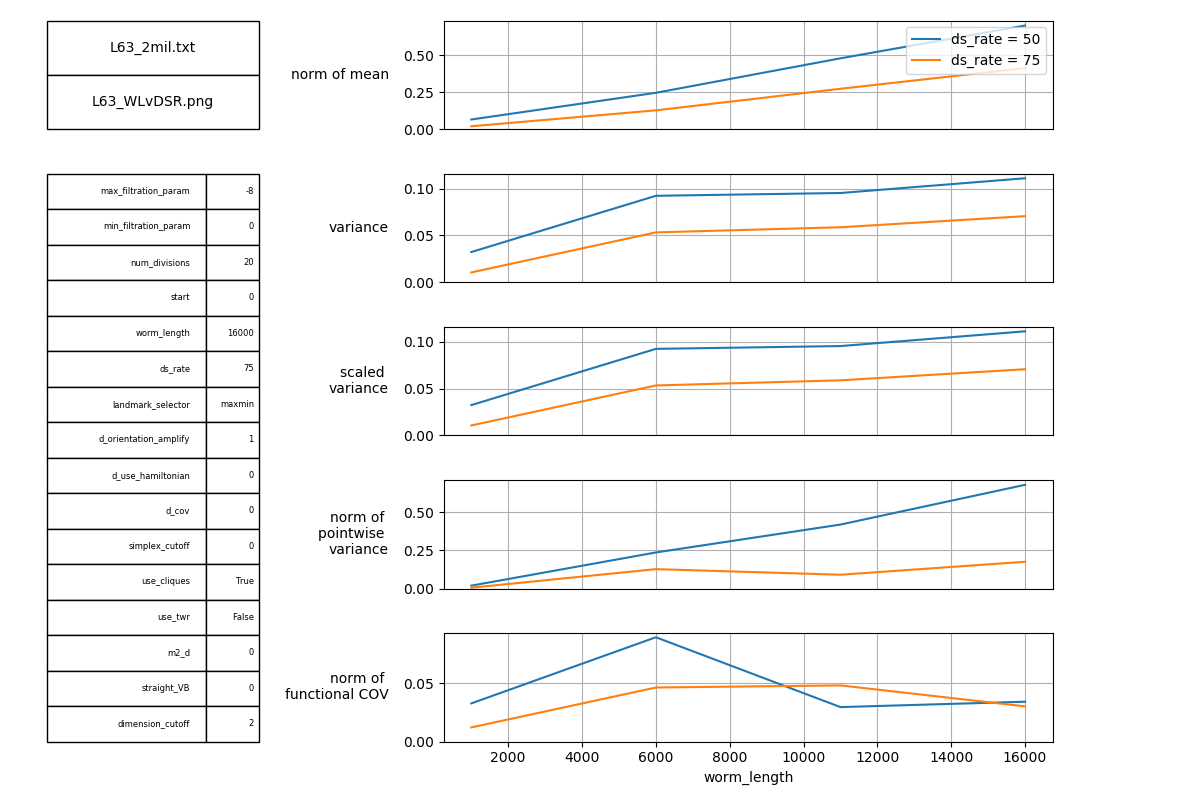 L63_2mil.txt
L63_WLvDSR.png
max_filtration_param -8
min_filtration_param 0
num_divisions 20
start 0
worm_length 16000
ds_rate 75
landmark_selector maxmin
d_orientation_amplify 1
d_use_hamiltonian 0
d_cov 0
simplex_cutoff 0
use_cliques True
use_twr False
m2_d 0
straight_VB 0
dimension_cutoff 2
norm of mean
0.50
0.25
0.00
ds_rate = 50
ds_rate = 75
variance
0.10
0.05
0.00
scaled
variance
0.10
0.05
0.00
norm of
pointwise
variance
0.50
0.25
0.00
norm of
functional COV
0.05
0.00
2000 4000 6000 8000 10000 12000 14000 16000
worm_length